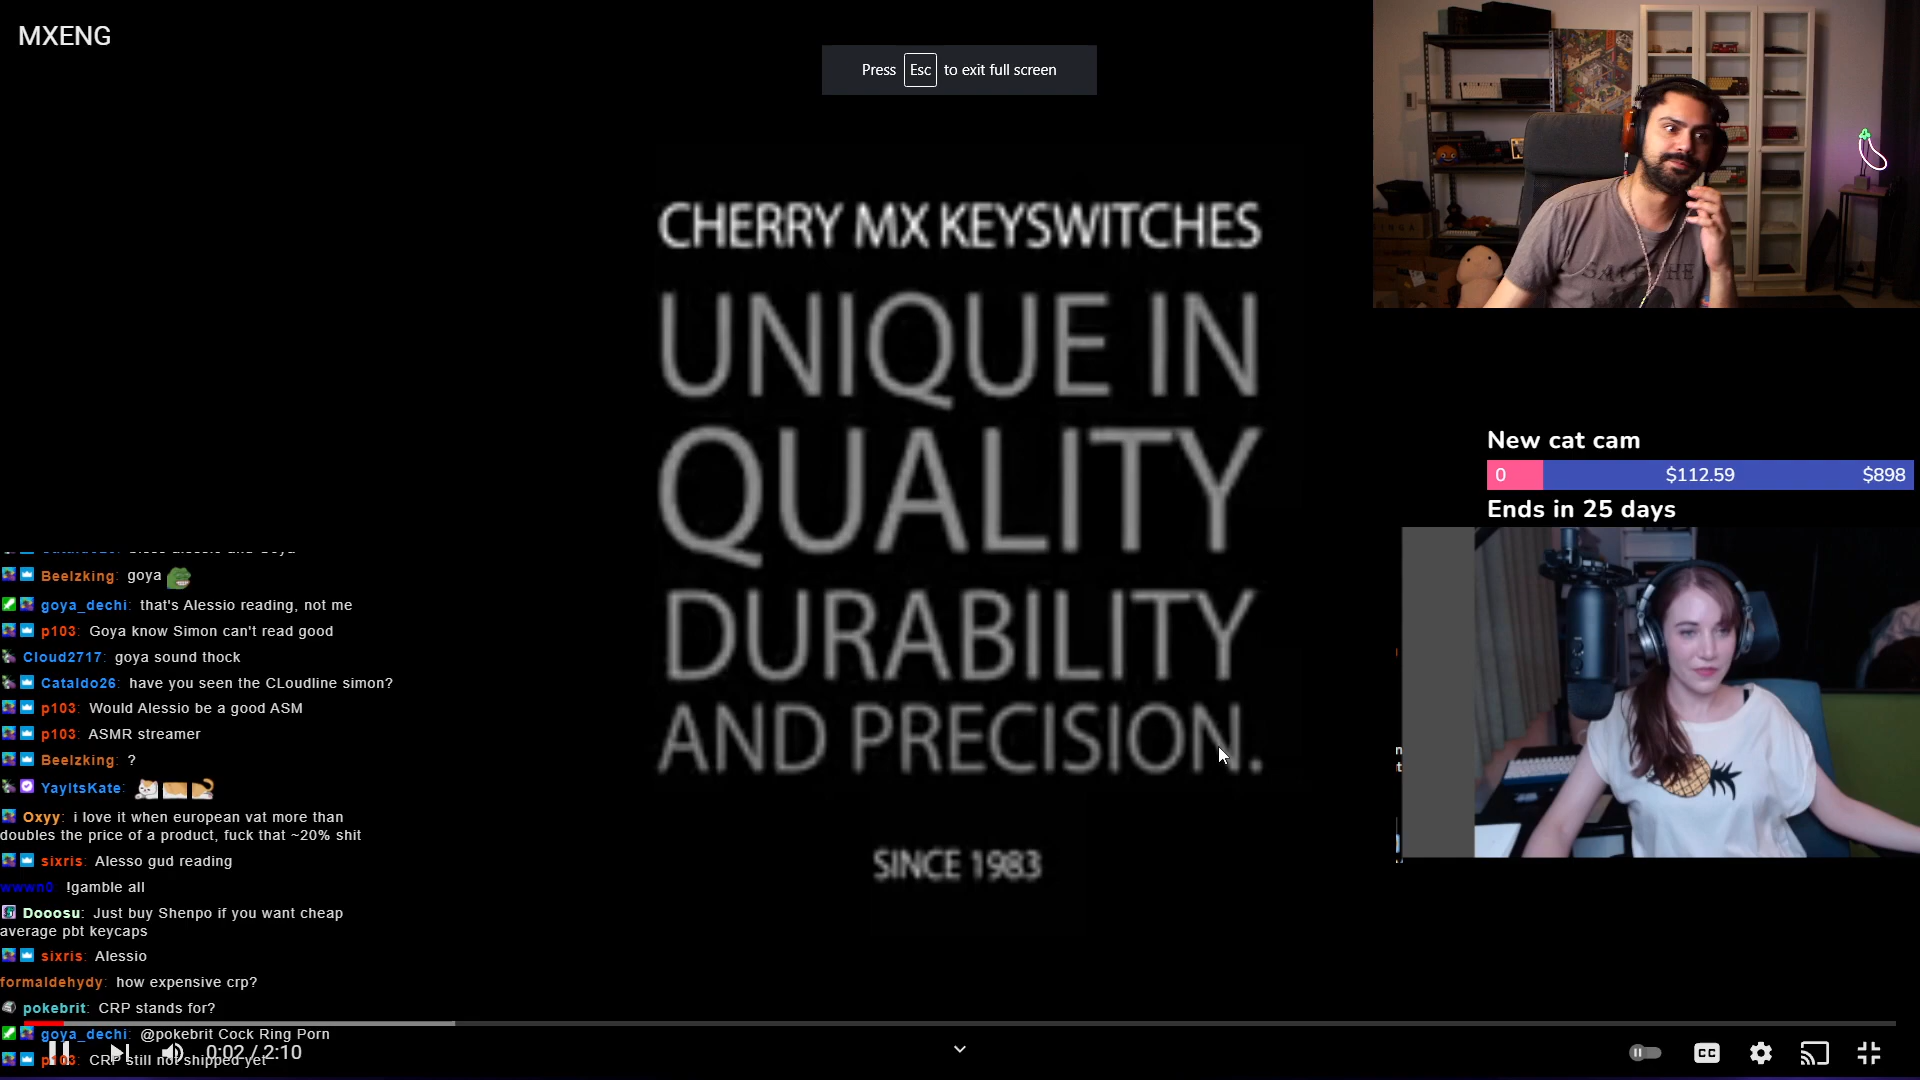 MXENG
Press Esc to exit full screen
CHERRY MX KEYSWITCHES
UNIQUE IN
QUALITY
DURABILITY
AND PRECISION.
SINCE 1983
New cat cam
0 $112.59 $898
Ends in 25 days
Beelzking: goya
goya_dechi: that's Alessio reading, not me
p103: Goya know Simon can't read good
Cloud2717: goya sound thock
Cataldo26: have you seen the CLoudline simon?
p103: Would Alessio be a good ASM
p103: ASMR streamer
Beelzking: ?
YayItsKate:
Oxyy: i love it when european vat more than
doubles the price of a product, fuck that ~20% shit
sixris: Alesso gud reading
wwwn0: !gamble all
Dooosu: Just buy Shenpo if you want cheap
average pbt keycaps
sixris: Alessio
formaldehydy: how expensive crp?
pokebrit: CRP stands for?
goya_dechi: @pokebrit Cock Ring Porn
p103: CRP still not shipped yet
0:02 / 2:10
CC